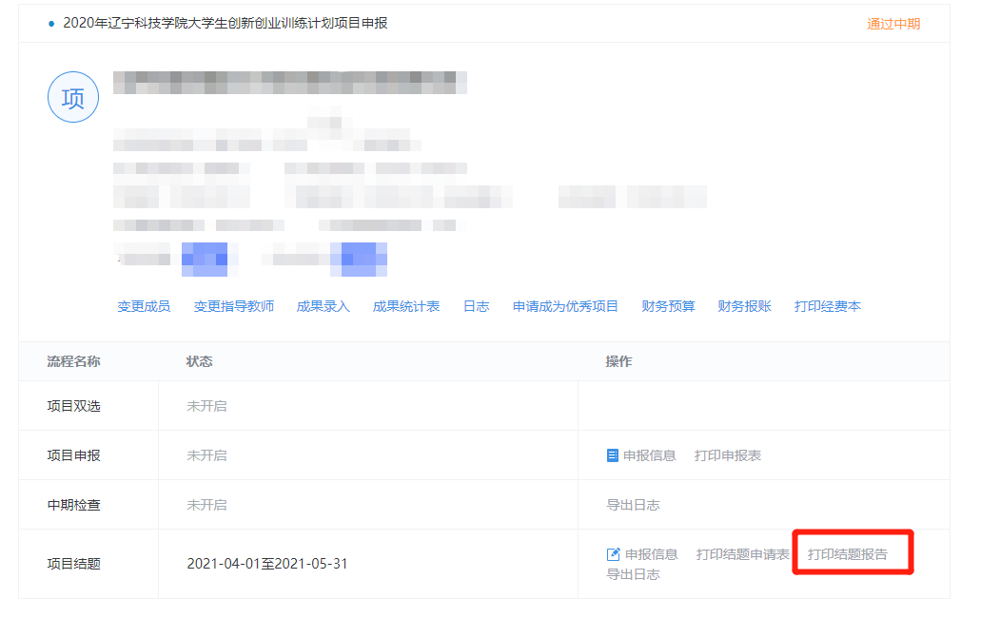 2020年辽宁科技学院大学生创新创业训练计划项目申报 通过中期
项
变更成员 变更指导教师 成果录入 成果统计表 日志 申请成为优秀项目 财务预算 财务报账 打印经费本
流程名称 状态 操作
项目双选 未开启
项目申报 未开启 申报信息 打印申报表
中期检查 未开启 导出日志
项目结题 2021-04-01至2021-05-31 申报信息 打印结题申请表 打印结题报告
导出日志